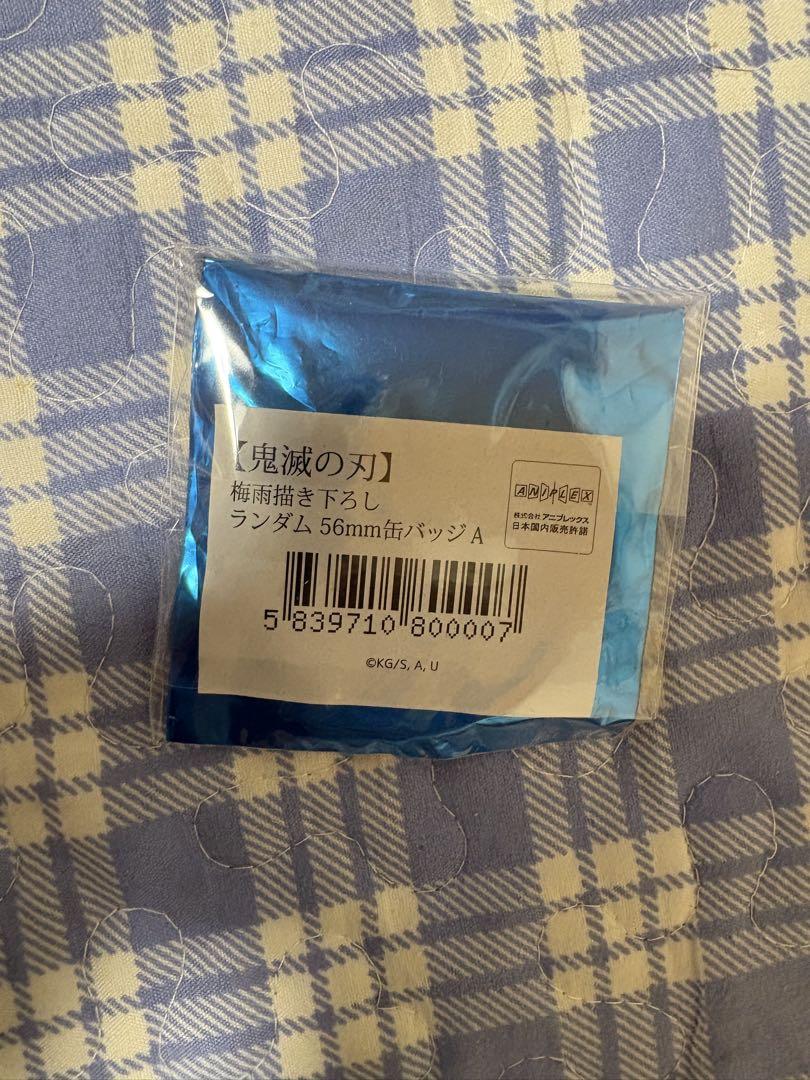 【鬼滅の刃】
梅雨描き下ろし
ランダム 56mm缶バッジ A
ANIPLEX
株式会社 アニプレックス
日本国内販売許諾
5 839710 800007
©KG/S, A, U